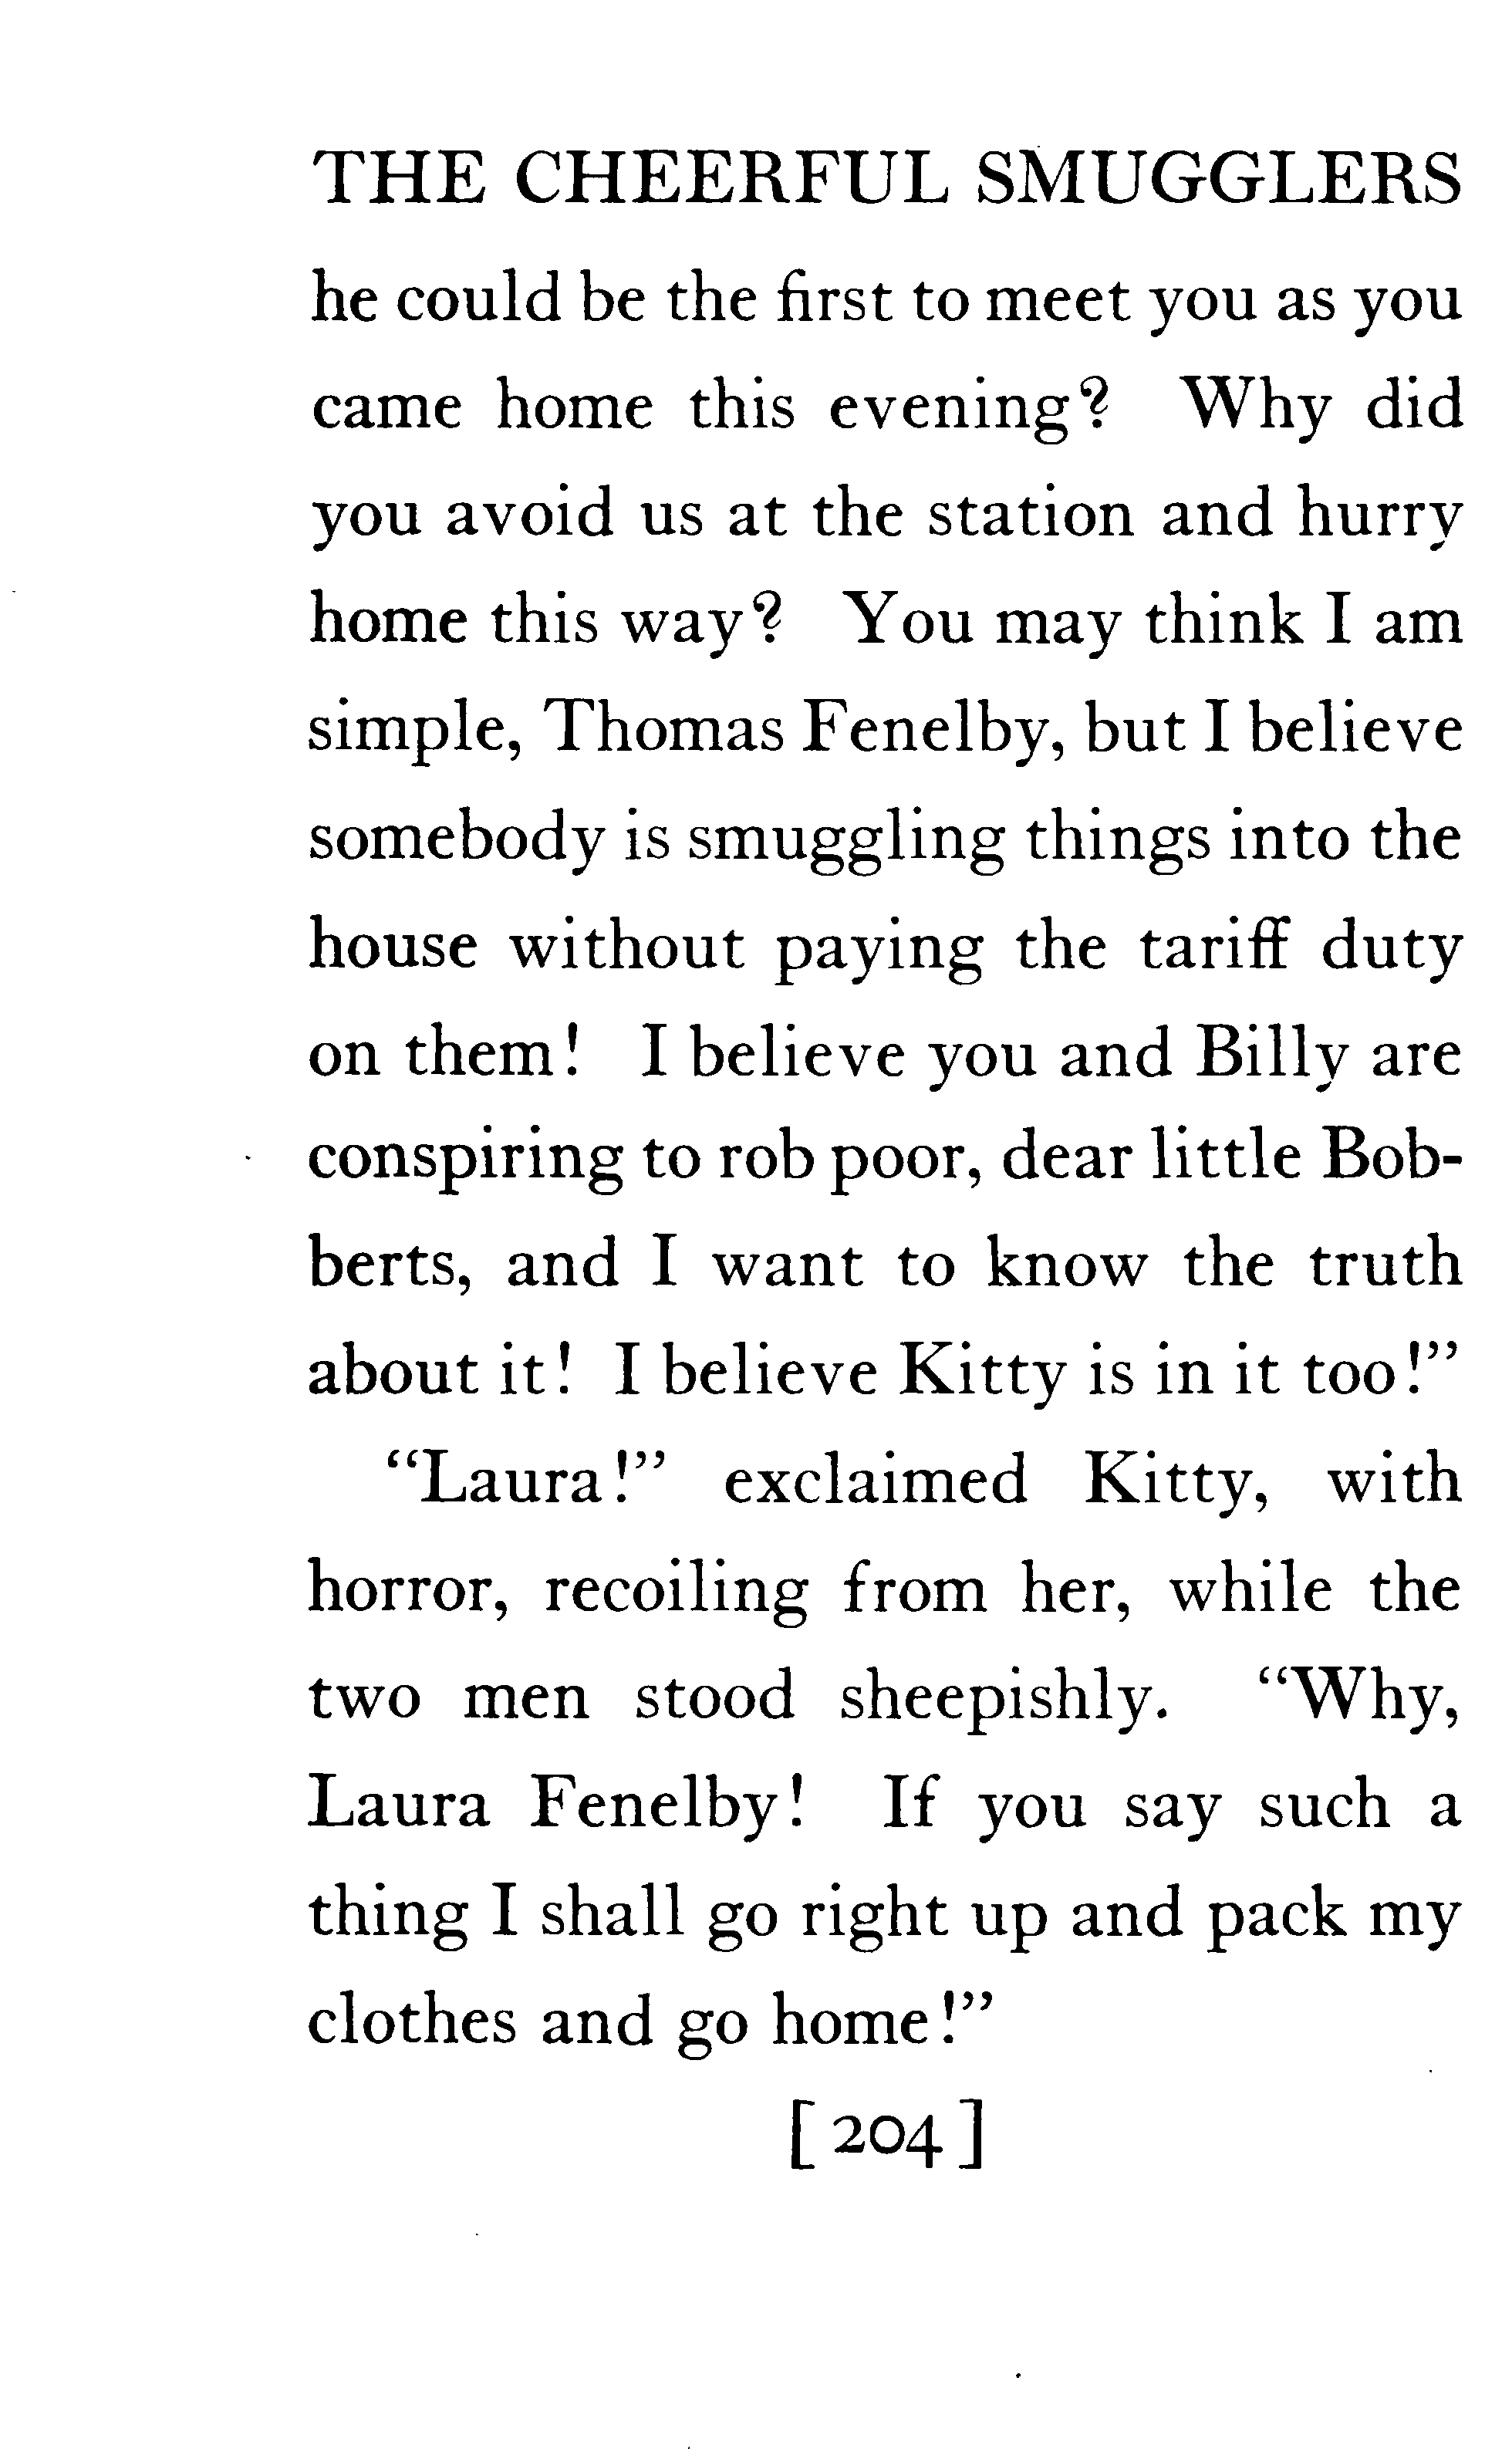 THE CHEERFUL SMUGGLERS
he could be the first to meet you as you
came home this evening? Why did
you avoid us at the station and hurry
home this way? You may think I am
simple, Thomas Fenelby, but I believe
somebody is smuggling things into the
house without paying the tariff duty
on them! I believe you and Billy are
conspiring to rob poor, dear little Bob-
berts, and I want to know the truth
about it! I believe Kitty is in it too!”
“Laura!” exclaimed Kitty, with
horror, recoiling from her, while the
two men stood sheepishly. “Why,
Laura Fenelby! If you say such a
thing I shall go right up and pack my
clothes and go home!”
[204]